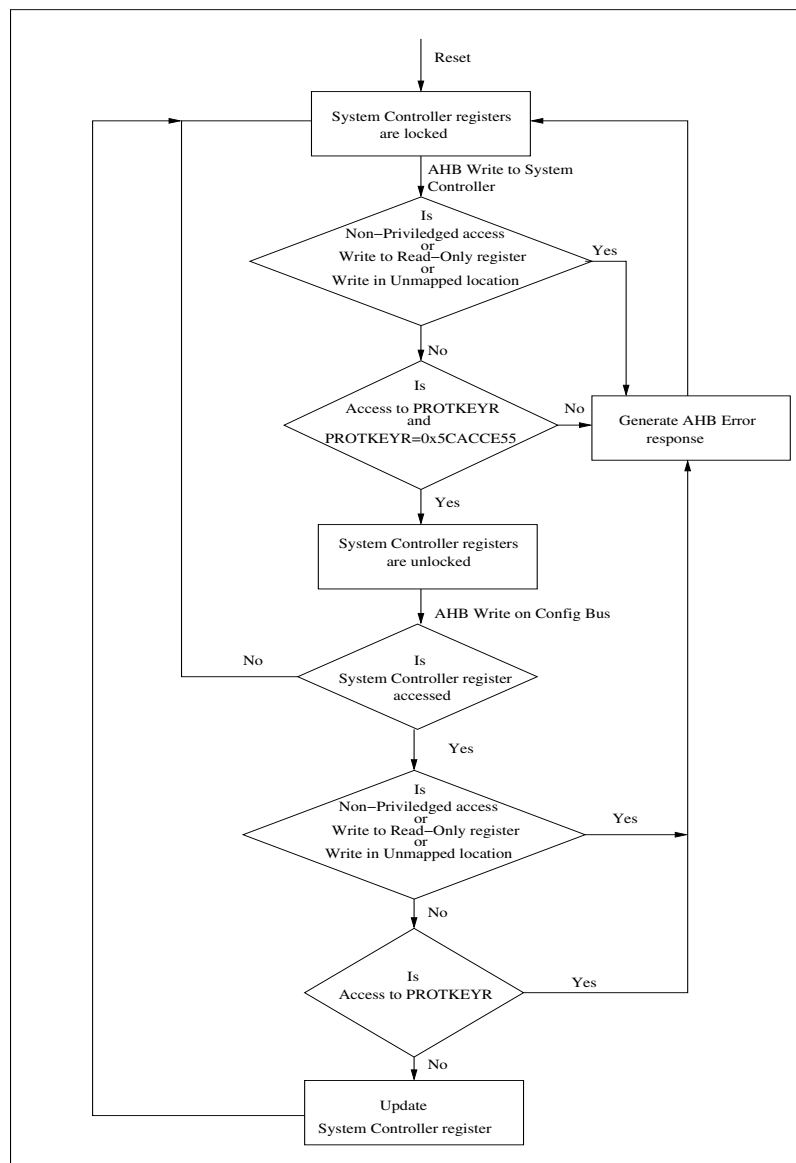 Reset
System Controller registers
are locked
AHB Write to System
Controller
Is
Non-Priviledged access
or
Write to Read-Only register
or
Write in Unmapped location
Yes
No
Is
Access to PROTKEYR
and
PROTKEYR=0x5CACCE55
No
Generate AHB Error
response
Yes
System Controller registers
are unlocked
AHB Write on Config Bus
No
Is
System Controller register
accessed
Yes
Is
Non-Priviledged access
or
Write to Read-Only register
or
Write in Unmapped location
Yes
No
Is
Access to PROTKEYR
Yes
No
Update
System Controller register